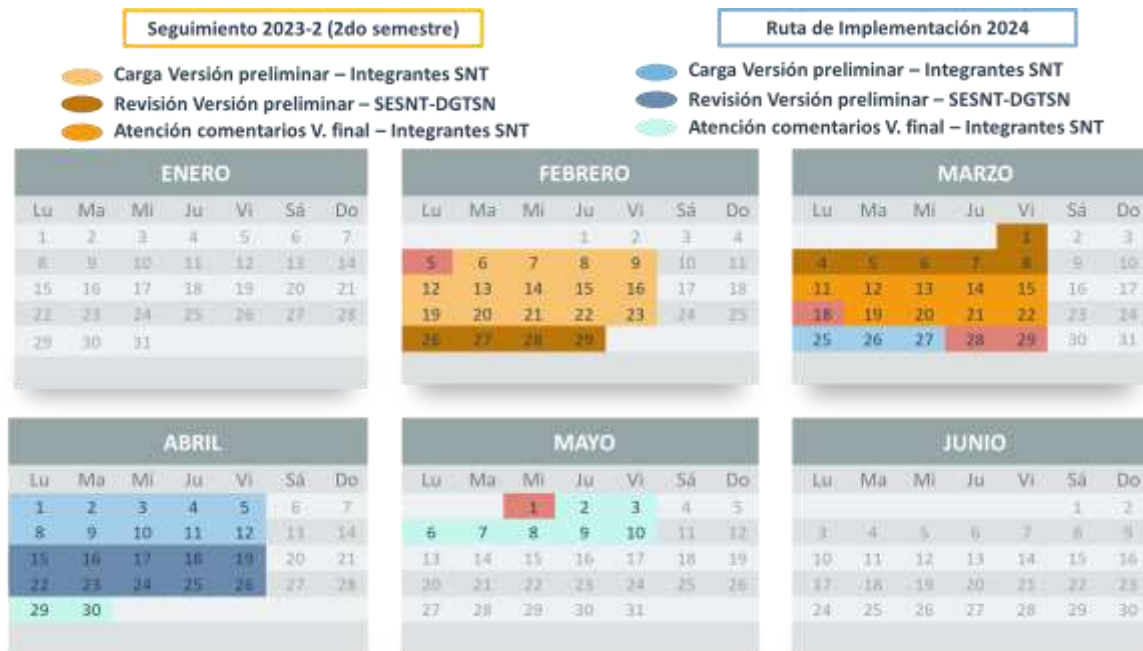 Seguimiento 2023-2 (2do semestre)
Carga Versión preliminar – Integrantes SNT
Revisión Versión preliminar – SESNT-DGTSN
Atención comentarios V. final – Integrantes SNT
Ruta de Implementación 2024
Carga Versión preliminar – Integrantes SNT
Revisión Versión preliminar – SESNT-DGTSN
Atención comentarios V. final – Integrantes SNT
ENERO
Lu Ma Mi Ju Vi Sá Do
1 2 3 4 5 6 7
8 9 10 11 12 13 14
15 16 17 18 19 20 21
22 23 24 25 26 27 28
29 30 31
FEBRERO
Lu Ma Mi Ju Vi Sá Do
1 2 3 4
5 6 7 8 9 10 11
12 13 14 15 16 17 18
19 20 21 22 23 24 25
26 27 28 29
MARZO
Lu Ma Mi Ju Vi Sá Do
1 2 3
4 5 6 7 8 9 10
11 12 13 14 15 16 17
18 19 20 21 22 23 24
25 26 27 28 29 30 31
ABRIL
Lu Ma Mi Ju Vi Sá Do
1 2 3 4 5 6 7
8 9 10 11 12 13 14
15 16 17 18 19 20 21
22 23 24 25 26 27 28
29 30
MAYO
Lu Ma Mi Ju Vi Sá Do
1 2 3 4 5
6 7 8 9 10 11 12
13 14 15 16 17 18 19
20 21 22 23 24 25 26
27 28 29 30 31
JUNIO
Lu Ma Mi Ju Vi Sá Do
1 2
3 4 5 6 7 8 9
10 11 12 13 14 15 16
17 18 19 20 21 22 23
24 25 26 27 28 29 30